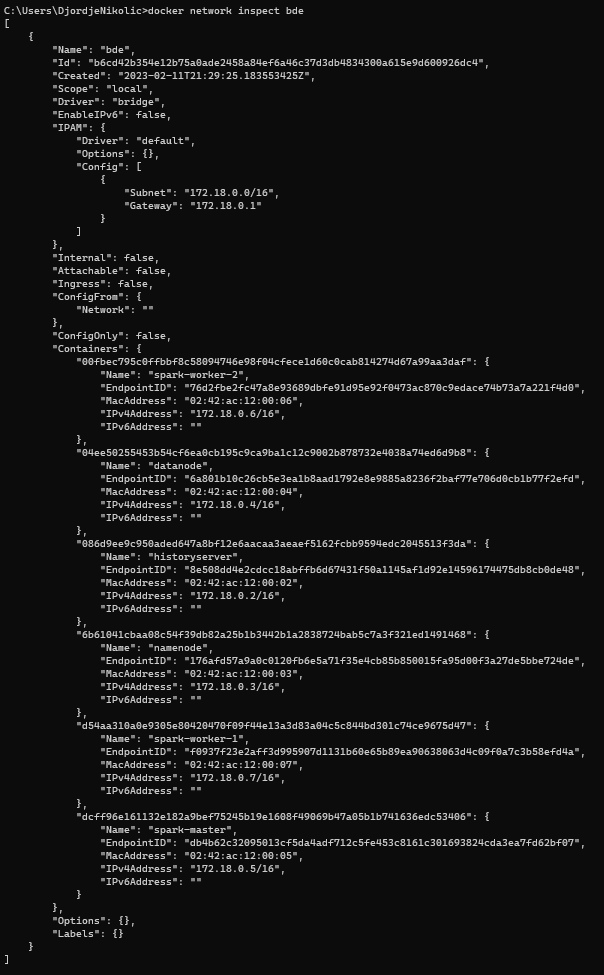 C:\Users\DjordjeNikolic>docker network inspect bde
[
    {
        "Name": "bde",
        "Id": "b6cd42b354e12b75a0ade2458a84ef6a46c37d3db4834300a615e9d600926dc4",
        "Created": "2023-02-11T21:29:25.183553425Z",
        "Scope": "local",
        "Driver": "bridge",
        "EnableIPv6": false,
        "IPAM": {
            "Driver": "default",
            "Options": {},
            "Config": [
                {
                    "Subnet": "172.18.0.0/16",
                    "Gateway": "172.18.0.1"
                }
            ]
        },
        "Internal": false,
        "Attachable": false,
        "Ingress": false,
        "ConfigFrom": {
            "Network": ""
        },
        "ConfigOnly": false,
        "Containers": {
            "00fbec795c0ffbbf8c58094746e98f04cfece1d60c0cab814274d67a99aa3daf": {
                "Name": "spark-worker-2",
                "EndpointID": "76d2fbe2fc47a8e93689dbfe91d95e92f0473ac870c9edace74b73a7a221f4d0",
                "MacAddress": "02:42:ac:12:00:06",
                "IPv4Address": "172.18.0.6/16",
                "IPv6Address": ""
            },
            "04ee50255453b54cf6ea0cb195c9ca9ba1c12c9002b878732e4038a74ed6d9b8": {
                "Name": "datanode",
                "EndpointID": "6a801b10c26cb5e3ea1b8aad1792e8e9885a8236f2baf77e706d0cb1b77f2efd",
                "MacAddress": "02:42:ac:12:00:04",
                "IPv4Address": "172.18.0.4/16",
                "IPv6Address": ""
            },
            "086d9ee9c950aded647a8bf12e6aacaa3aeaef5162fcbb9594edc2045513f3da": {
                "Name": "historyserver",
                "EndpointID": "8e508dd4e2cdcc18abffb6d67431f50a1145af1d92e14596174475db8cb0de48",
                "MacAddress": "02:42:ac:12:00:02",
                "IPv4Address": "172.18.0.2/16",
                "IPv6Address": ""
            },
            "6b61041cbaa08c54f39db82a25b1b3442b1a2838724bab5c7a3f321ed1491468": {
                "Name": "namenode",
                "EndpointID": "176afd57a9a0c0120fb6e5a71f35e4cb85b850015fa95d00f3a27de5bbe724de",
                "MacAddress": "02:42:ac:12:00:03",
                "IPv4Address": "172.18.0.3/16",
                "IPv6Address": ""
            },
            "d54aa310a0e9305e80420470f09f44e13a3d83a04c5c844bd301c74ce9675d47": {
                "Name": "spark-worker-1",
                "EndpointID": "f0937f23e2aff3d995907d1131b60e65b89ea90638063d4c09f0a7c3b58efd4a",
                "MacAddress": "02:42:ac:12:00:07",
                "IPv4Address": "172.18.0.7/16",
                "IPv6Address": ""
            },
            "dcff96e161132e182a9bef75245b19e1608f49069b47a05b1b741636edc53406": {
                "Name": "spark-master",
                "EndpointID": "db4b62c32095013cf5da4adf712c5fe453c8161c301693824cda3ea7fd62bf07",
                "MacAddress": "02:42:ac:12:00:05",
                "IPv4Address": "172.18.0.5/16",
                "IPv6Address": ""
            }
        },
        "Options": {},
        "Labels": {}
    }
]